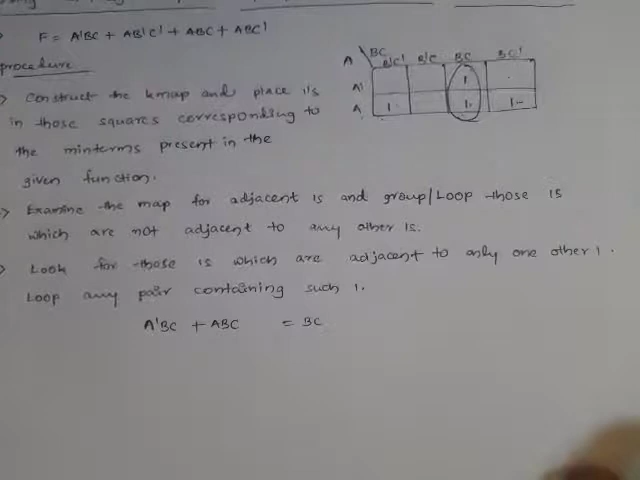 F = A'BC + AB'C' + ABC + ABC'
procedure
A BC B'C' B'C BC BC'
A' 1
A 1 1 1
> Construct the kmap and place 1's
in those squares corresponding to
the minterms present in the
given function.
> Examine the map for adjacent 1s and group/Loop those 1s
which are not adjacent to any other 1s.
> Look for those 1s which are adjacent to only one other 1.
Loop any pair containing such 1.
A'BC + ABC = BC